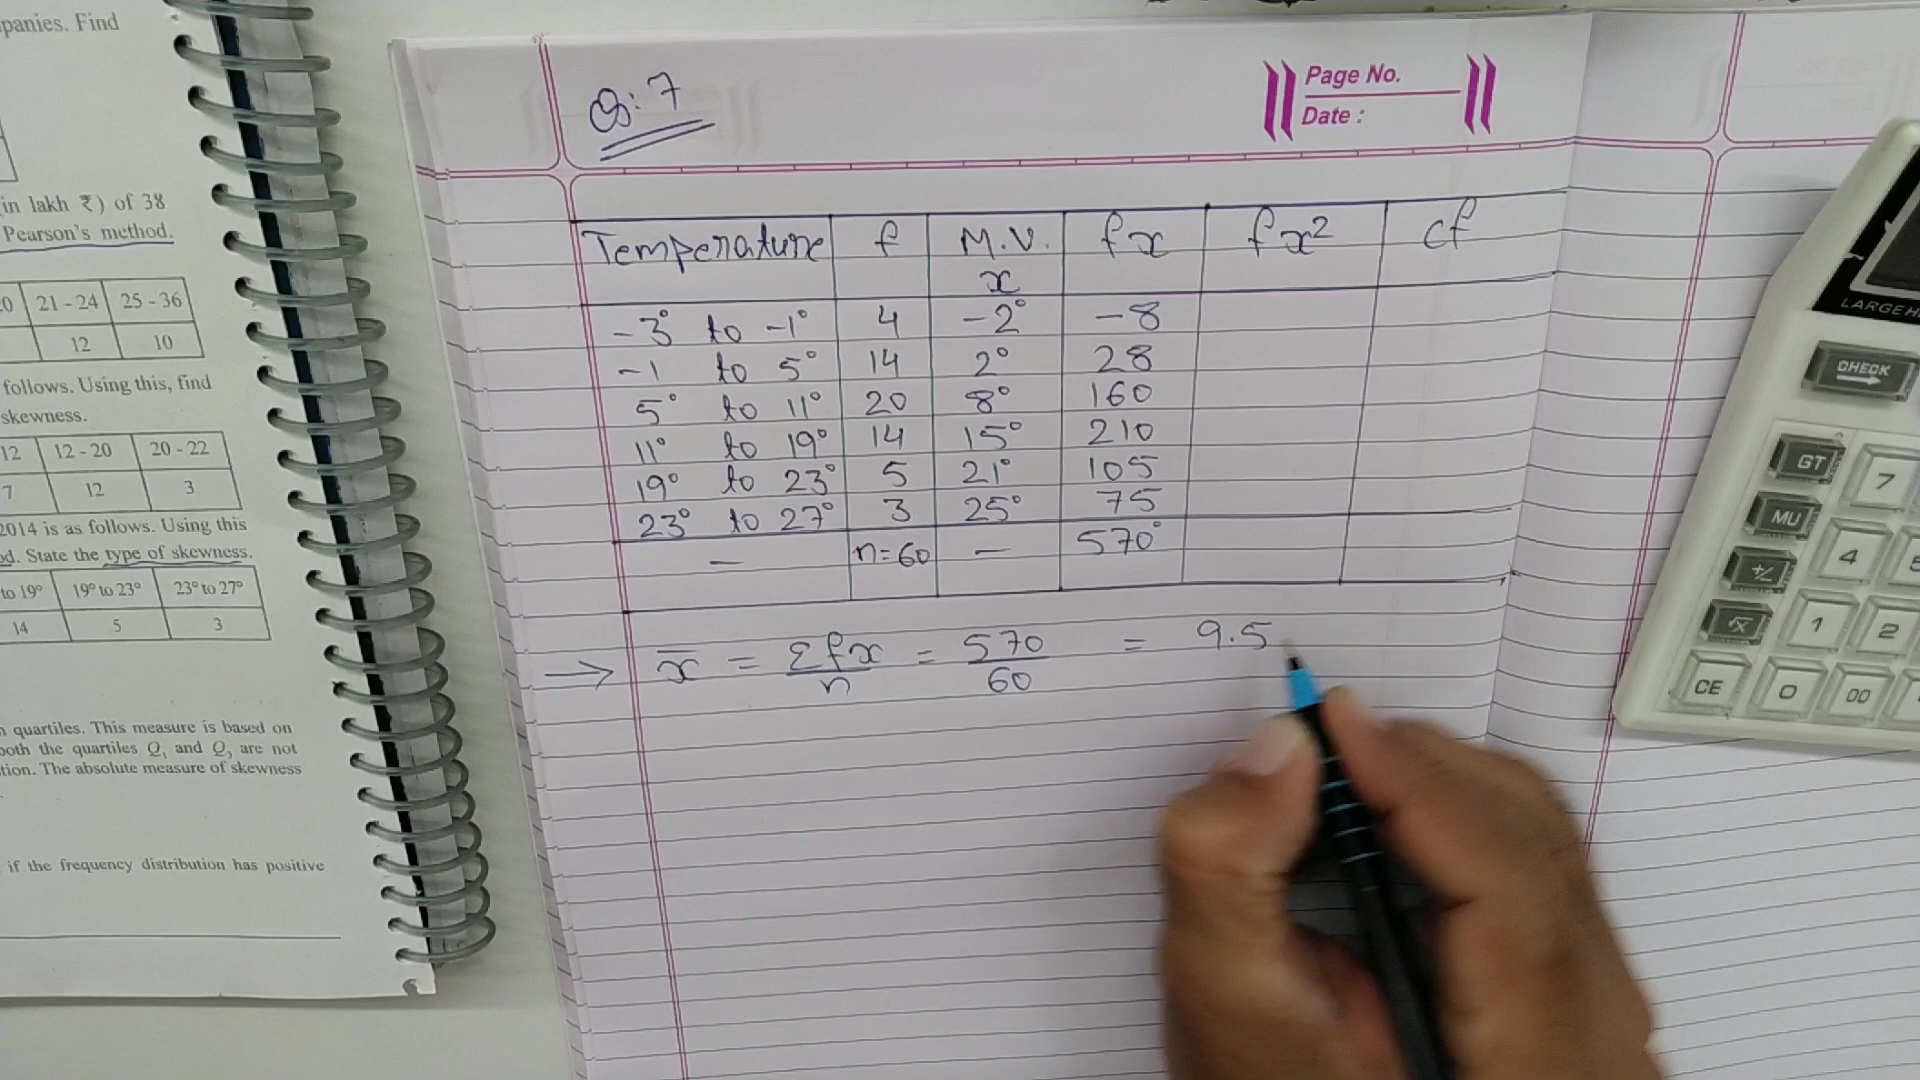 panies. Find
in lakh ₹) of 38
Pearson's method.
21 - 24 25 - 36
12 10
follows. Using this, find
skewness.
12 12 - 20 20 - 22
7 12 3
2014 is as follows. Using this
od. State the type of skewness.
to 19° 19° to 23° 23° to 27°
14 5 3
quartiles. This measure is based on
both the quartiles Q₁ and Q₃ are not
tion. The absolute measure of skewness
if the frequency distribution has positive
Q: 7
Page No.
Date :
Temperature f M.V. x fx fx² cf
-3° to -1° 4 -2° -8
-1 to 5° 14 2° 28
5° to 11° 20 8° 160
11° to 19° 14 15° 210
19° to 23° 5 21° 105
23° to 27° 3 25° 75
— n=60 — 570°
→ x̄ = Σfx/n = 570/60 = 9.5
CHECK
GT 7
MU 4
+/- 1 2
√x
CE 0 00